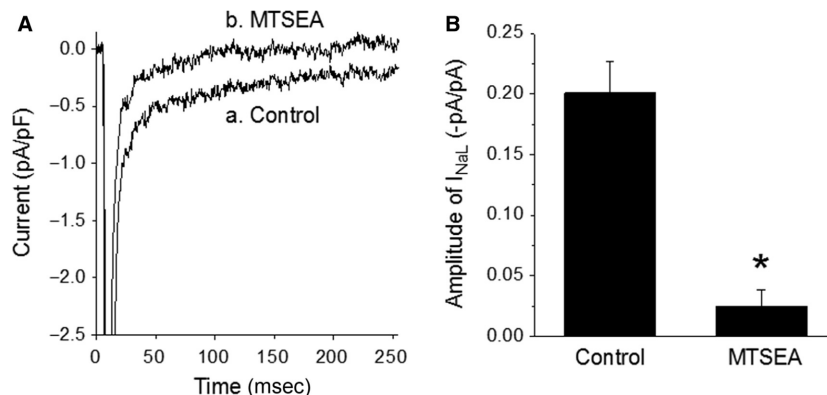 A
b. MTSEA
a. Control
Current (pA/pF)
0.0
−0.5
−1.0
−1.5
−2.0
−2.5
0
50
100
150
200
250
Time (msec)
B
Amplitude of I_NaL (-pA/pA)
0.25
0.20
0.15
0.10
0.05
0.00
*
Control
MTSEA